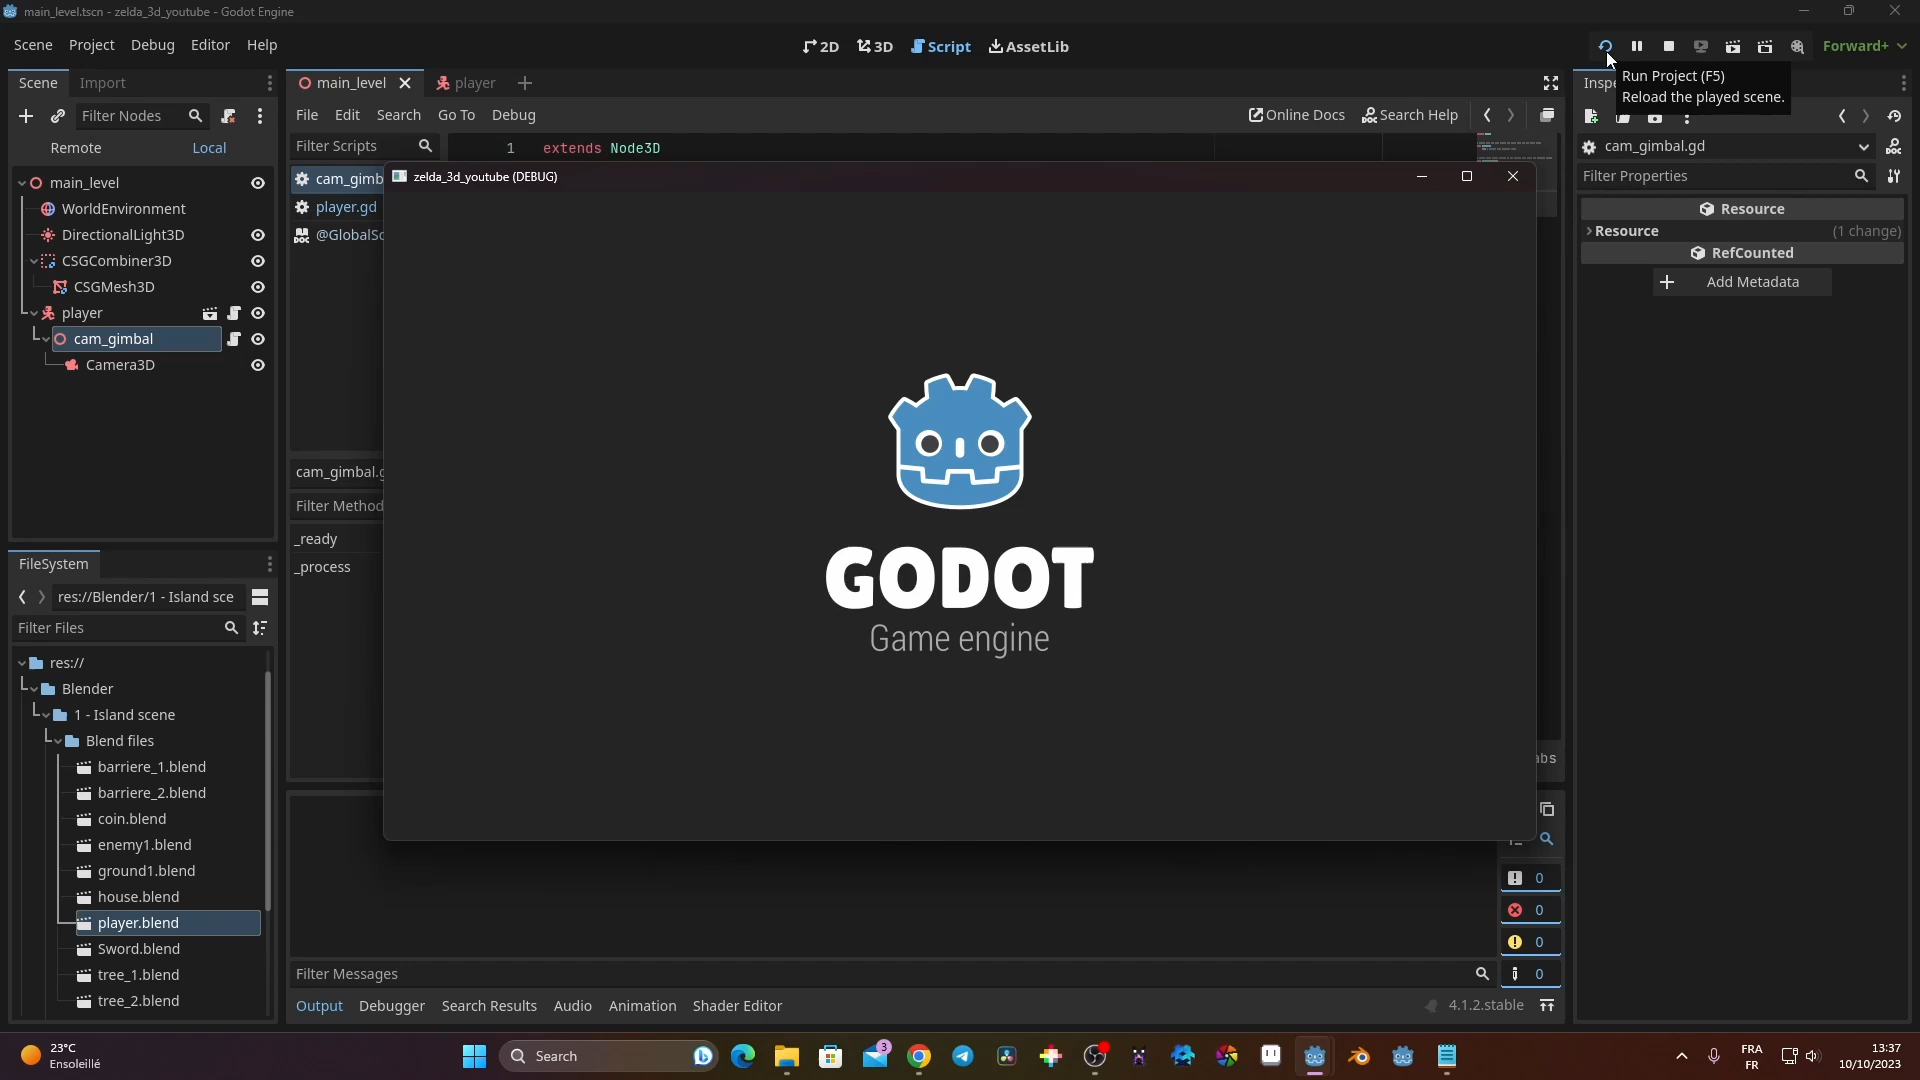 main_level.tscn - zelda_3d_youtube - Godot Engine
Scene Project Debug Editor Help
2D 3D Script AssetLib
Forward+
Run Project (F5)
Reload the played scene.
Scene Import
main_level player
Filter Nodes
File Edit Search Go To Debug
Online Docs Search Help
Remote Local
Filter Scripts
1 extends Node3D
cam_gimbal.gd
Filter Properties
main_level
WorldEnvironment
DirectionalLight3D
CSGCombiner3D
CSGMesh3D
player
cam_gimbal
Camera3D
cam_gimb
player.gd
@GlobalSc
zelda_3d_youtube (DEBUG)
GODOT
Game engine
Resource
Resource (1 change)
RefCounted
Add Metadata
cam_gimbal.g
Filter Method
_ready
_process
FileSystem
res://Blender/1 - Island sce
Filter Files
res://
Blender
1 - Island scene
Blend files
barriere_1.blend
barriere_2.blend
coin.blend
enemy1.blend
ground1.blend
house.blend
player.blend
Sword.blend
tree_1.blend
tree_2.blend
abs
0
0
0
0
Filter Messages
Output Debugger Search Results Audio Animation Shader Editor
4.1.2.stable
23°C
Ensoleillé
Search
3
FRA
FR
13:37
10/10/2023